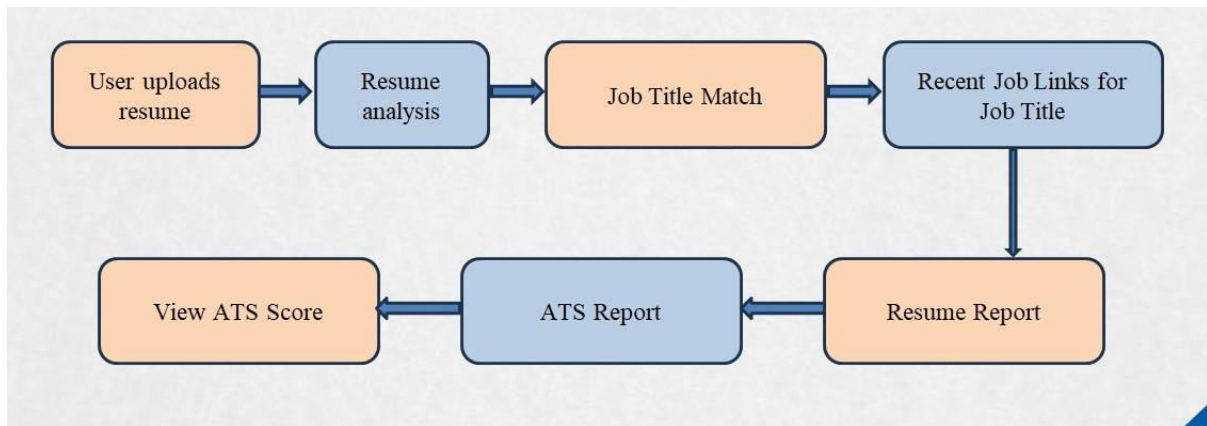 User uploads
resume
Resume
analysis
Job Title Match
Recent Job Links for
Job Title
View ATS Score
ATS Report
Resume Report